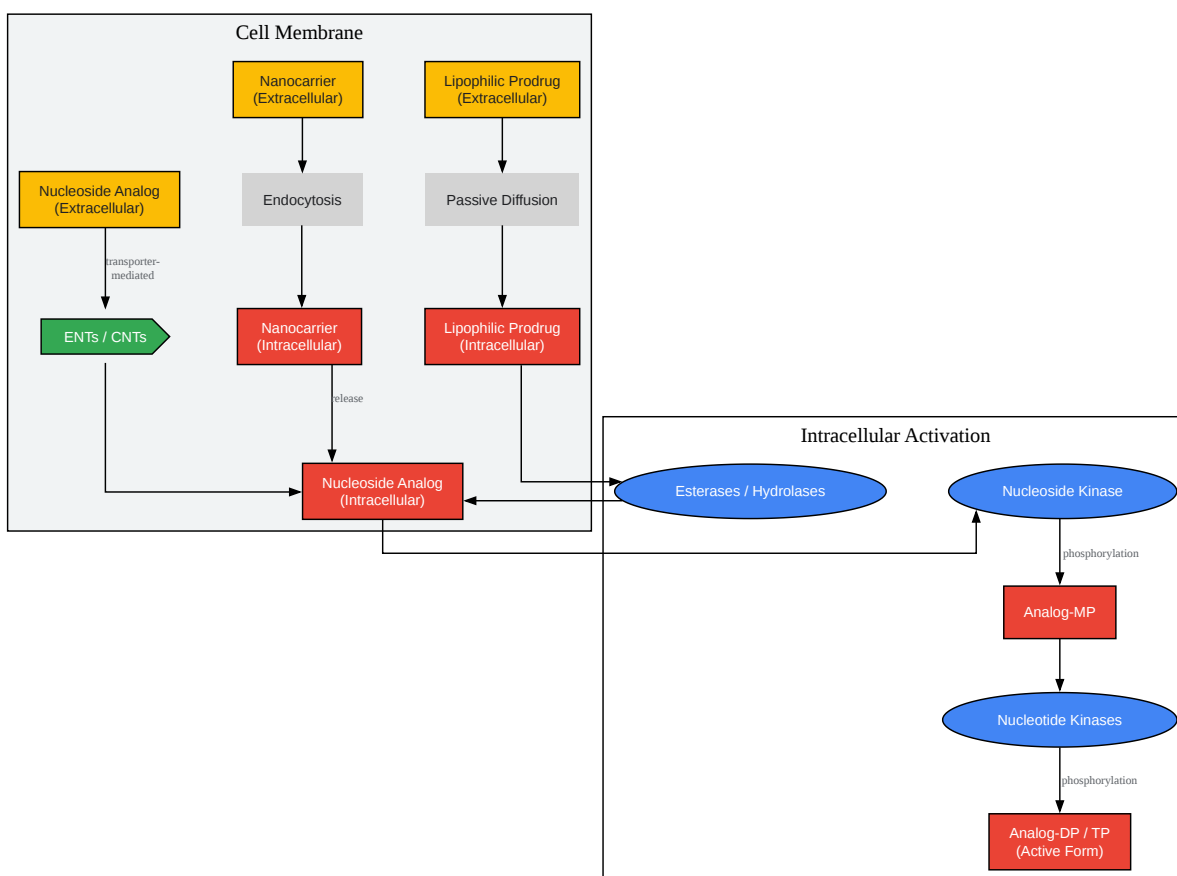 Cell Membrane
Nanocarrier
(Extracellular)
Lipophilic Prodrug
(Extracellular)
Nucleoside Analog
(Extracellular)
Endocytosis
Passive Diffusion
transporter-
mediated
ENTs / CNTs
Nanocarrier
(Intracellular)
Lipophilic Prodrug
(Intracellular)
release
Nucleoside Analog
(Intracellular)
Intracellular Activation
Esterases / Hydrolases
Nucleoside Kinase
phosphorylation
Analog-MP
Nucleotide Kinases
phosphorylation
Analog-DP / TP
(Active Form)